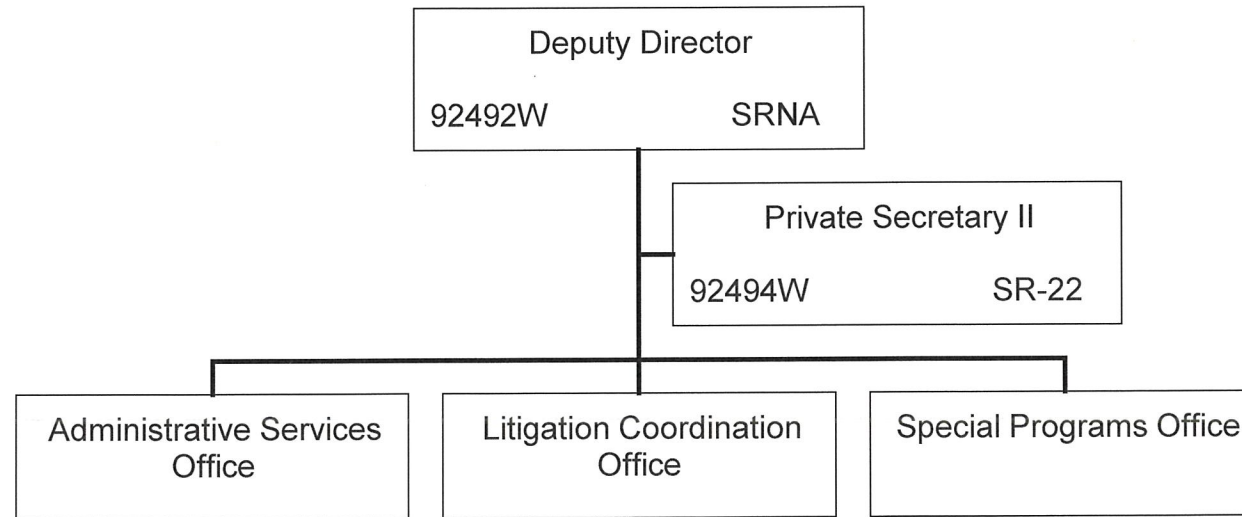 Deputy Director
92492W SRNA
Private Secretary II
92494W SR-22
Administrative Services
Office
Litigation Coordination
Office
Special Programs Office